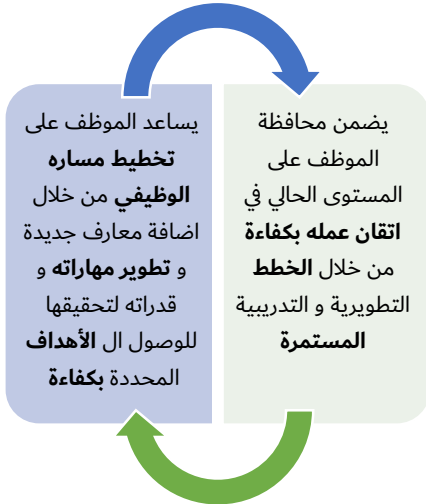 يضمن محافظة
الموظف على
المستوى الحالي في
اتقان عمله بكفاءة
من خلال الخطط
التطويرية و التدريبية
المستمرة
يساعد الموظف على
تخطيط مساره
الوظيفي من خلال
اضافة معارف جديدة
و تطوير مهاراته و
قدراته لتحقيقها
للوصول ال الأهداف
المحددة بكفاءة